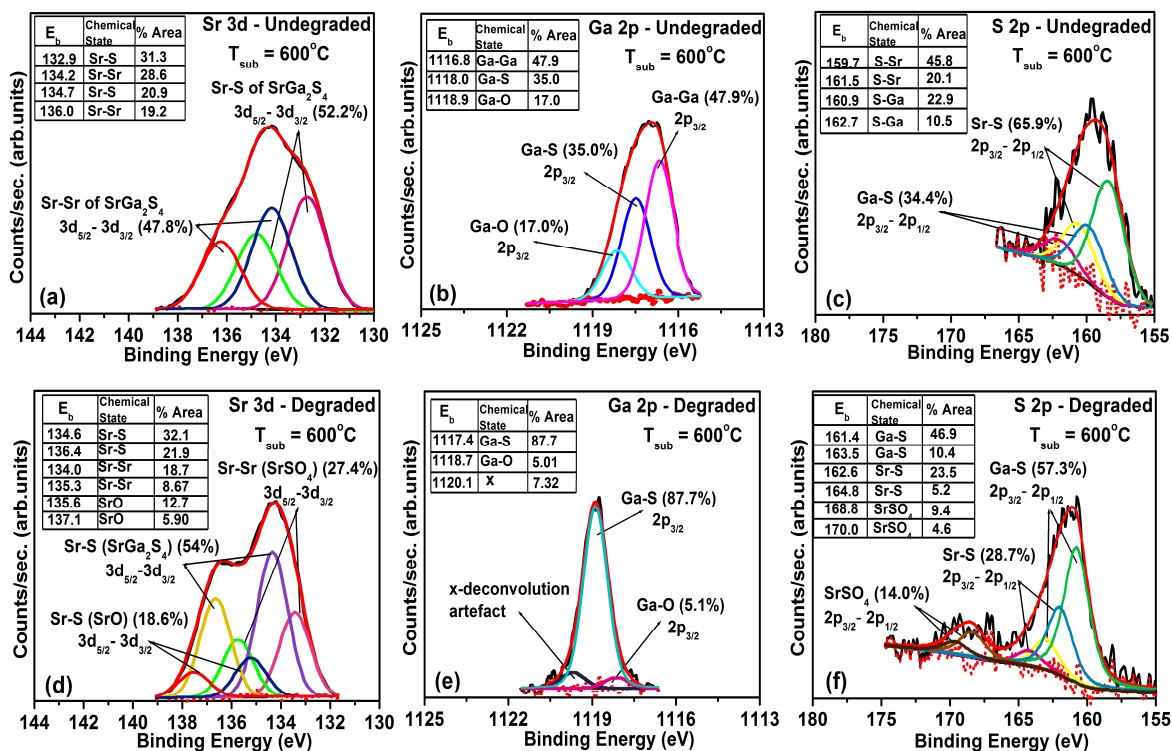 Sr 3d - Undegraded
T sub = 600°C
E b Chemical State % Area
132.9 Sr-S 31.3
134.2 Sr-Sr 28.6
134.7 Sr-S 20.9
136.0 Sr-Sr 19.2
Sr-S of SrGa2S4
3d5/2- 3d3/2 (52.2%)
Sr-Sr of SrGa2S4
3d5/2- 3d3/2 (47.8%)
(a)
Counts/sec. (arb.units)
144 142 140 138 136 134 132 130
Binding Energy (eV)
Ga 2p - Undegraded
T sub = 600°C
E b Chemical State % Area
1116.8 Ga-Ga 47.9
1118.0 Ga-S 35.0
1118.9 Ga-O 17.0
Ga-Ga (47.9%)
2p3/2
Ga-S (35.0%)
2p3/2
Ga-O (17.0%)
2p3/2
(b)
Counts/sec. (arb.units)
1125 1122 1119 1116 1113
Binding Energy (eV)
S 2p - Undegraded
T sub = 600°C
E b Chemical State % Area
159.7 S-Sr 45.8
161.5 S-Sr 20.1
160.9 S-Ga 22.9
162.7 S-Ga 10.5
Sr-S (65.9%)
2p3/2- 2p1/2
Ga-S (34.4%)
2p3/2- 2p1/2
(c)
Counts/sec. (arb.units)
180 175 170 165 160 155
Binding Energy (eV)
Sr 3d - Degraded
T sub = 600°C
E b Chemical State % Area
134.6 Sr-S 32.1
136.4 Sr-S 21.9
134.0 Sr-Sr 18.7
135.3 Sr-Sr 8.67
135.6 SrO 12.7
137.1 SrO 5.90
Sr-Sr (SrSO4) (27.4%)
3d5/2-3d3/2
Sr-S (SrGa2S4) (54%)
3d5/2-3d3/2
Sr-S (SrO) (18.6%)
3d5/2- 3d3/2
(d)
Counts/sec. (arb.units)
144 142 140 138 136 134 132 130
Binding Energy (eV)
Ga 2p - Degraded
T sub = 600°C
E b Chemical State % Area
1117.4 Ga-S 87.7
1118.7 Ga-O 5.01
1120.1 x 7.32
Ga-S (87.7%)
2p3/2
x-deconvolution
artefact
Ga-O (5.1%)
2p3/2
(e)
Counts/sec. (arb.units)
1125 1122 1119 1116 1113
Binding Energy (eV)
S 2p - Degraded
T sub = 600°C
E b Chemical State % Area
161.4 Ga-S 46.9
163.5 Ga-S 10.4
162.6 Sr-S 23.5
164.8 Sr-S 5.2
168.8 SrSO4 9.4
170.0 SrSO4 4.6
Ga-S (57.3%)
2p3/2- 2p1/2
Sr-S (28.7%)
2p3/2- 2p1/2
SrSO4 (14.0%)
2p3/2- 2p1/2
(f)
Counts/sec. (arb.units)
180 175 170 165 160 155
Binding Energy (eV)